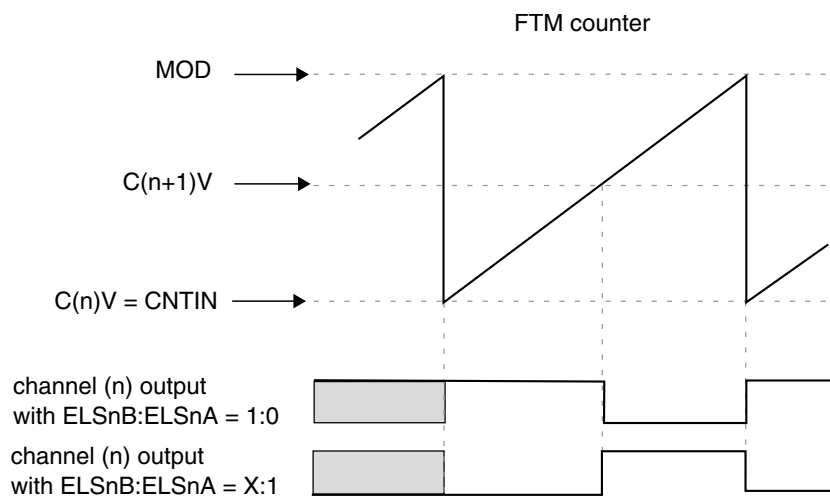 FTM counter
MOD
C(n+1)V
C(n)V = CNTIN
channel (n) output
with ELSnB:ELSnA = 1:0
channel (n) output
with ELSnB:ELSnA = X:1